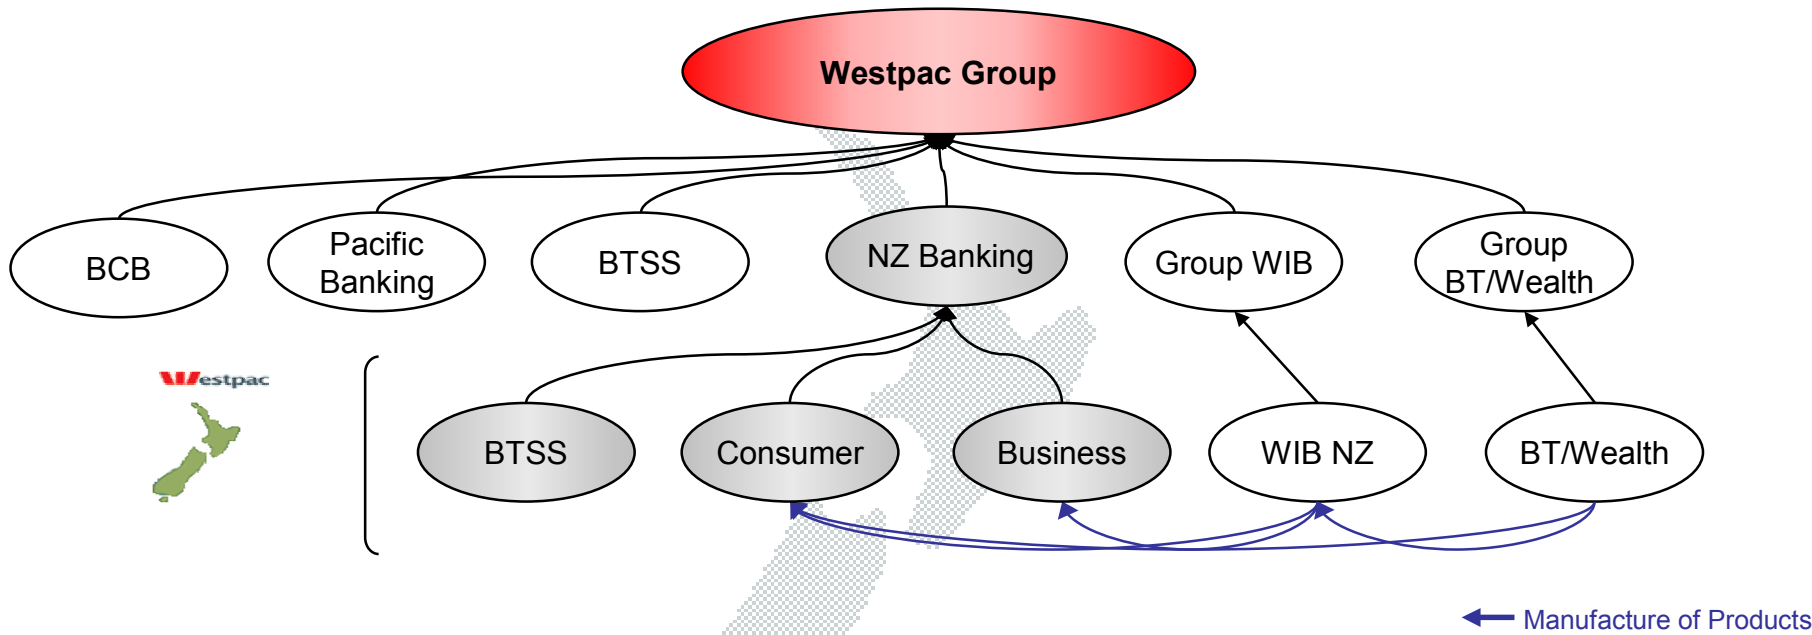 Westpac Group
BCB
Pacific
Banking
BTSS
NZ Banking
Group WIB
Group
BT/Wealth
Westpac
BTSS
Consumer
Business
WIB NZ
BT/Wealth
Manufacture of Products